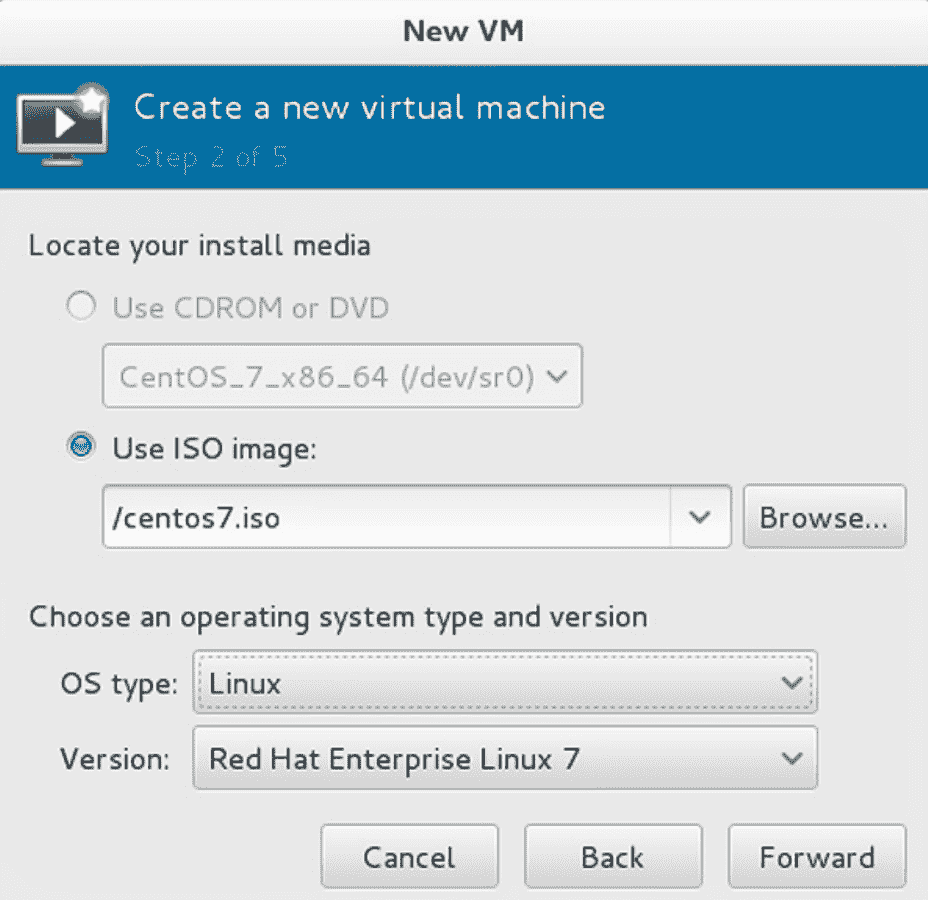 New VM
Create a new virtual machine
Step 2 of 5
Locate your install media
Use CDROM or DVD
CentOS_7_x86_64 (/dev/sr0)
Use ISO image:
/centos7.iso Browse...
Choose an operating system type and version
OS type: Linux
Version: Red Hat Enterprise Linux 7
Cancel Back Forward